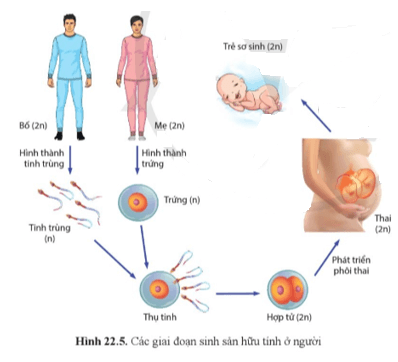 Trẻ sơ sinh (2n)
Bố (2n)
Mẹ (2n)
Hình thành
tinh trùng
Hình thành
trứng
Trứng (n)
Tinh trùng
(n)
Thai
(2n)
Phát triển
phôi thai
Thụ tinh
Hợp tử (2n)
Hình 22.5. Các giai đoạn sinh sản hữu tính ở người